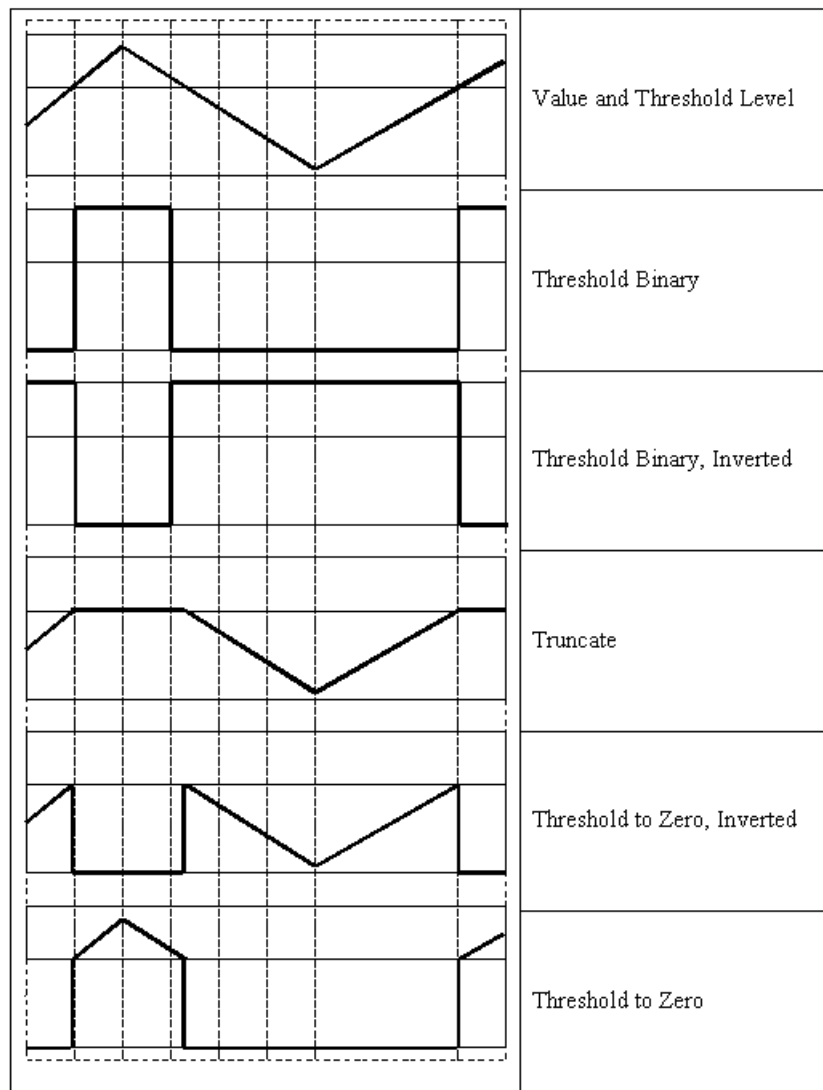 Value and Threshold Level
Threshold Binary
Threshold Binary, Inverted
Truncate
Threshold to Zero, Inverted
Threshold to Zero